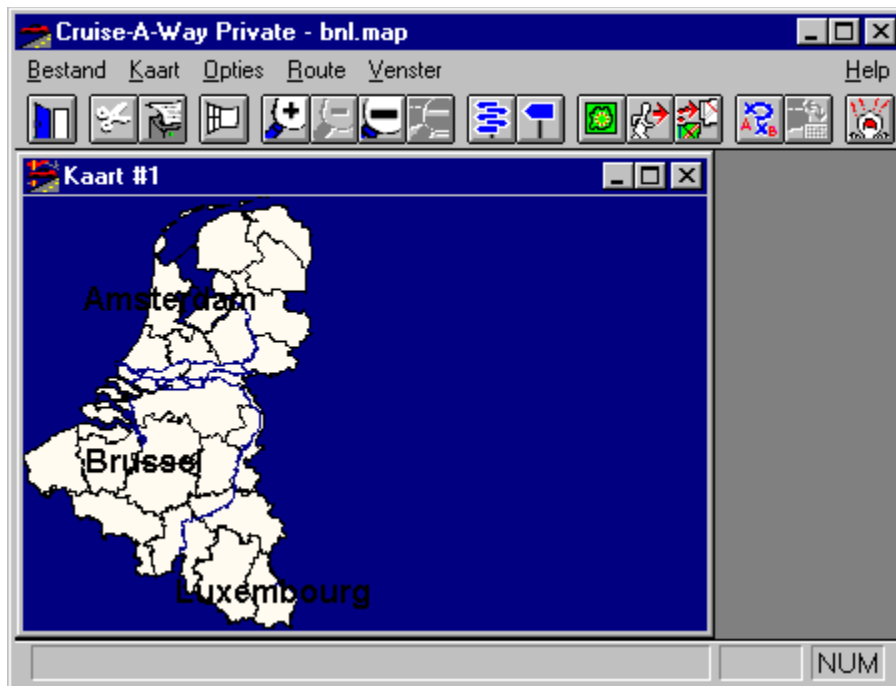 Cruise-A-Way Private - bnl.map
Bestand Kaart Opties Route Venster Help
A B
Kaart #1
Amsterdam
Brussel
Luxembourg
NUM